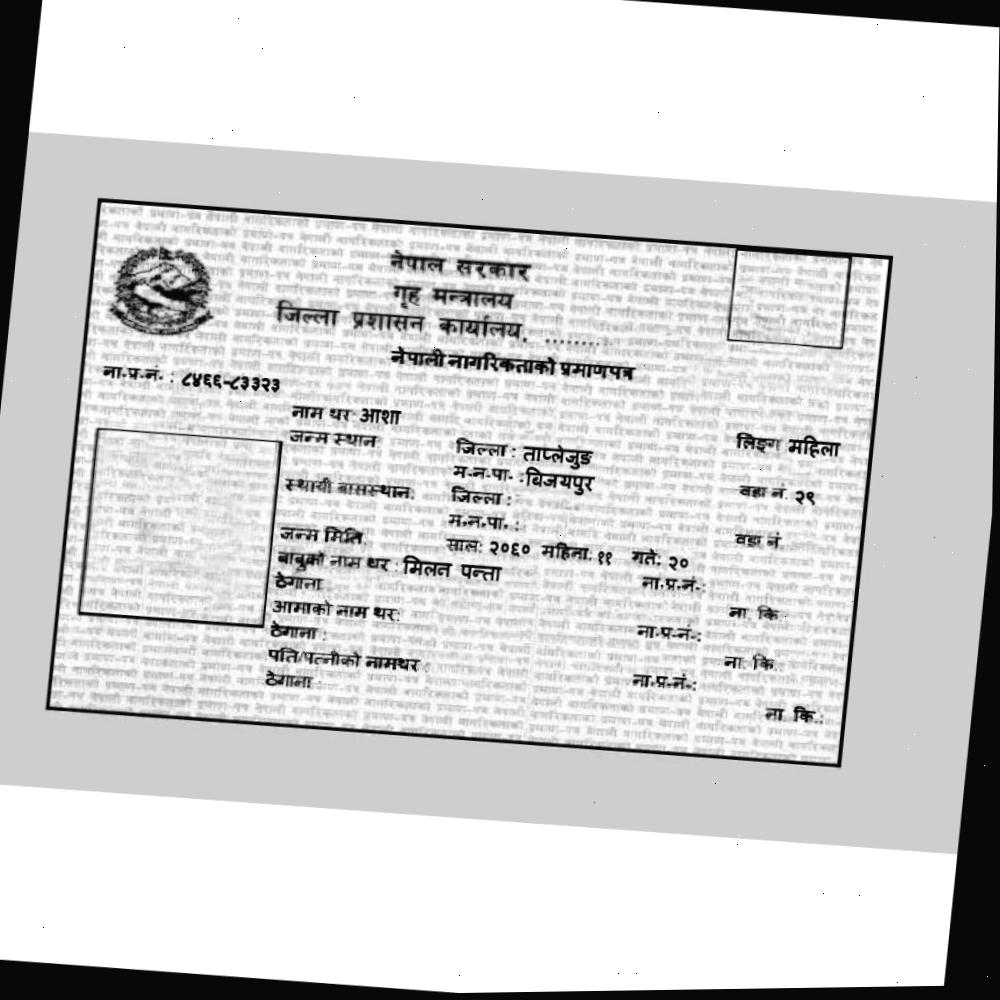 नेपाल सरकार
गृह मन्त्रालय
जिल्ला प्रशासन कार्यालय, ........
नेपाली नागरिकताको प्रमाणपत्र
ना.प्र.नं. : ८४६६-८३३२३
नाम थर: आशा
लिङ्ग महिला
जन्म स्थान: जिल्ला : ताप्लेजुङ
म.न.पा. : बिजयपुर वडा नं. २९
स्थायी बासस्थान: जिल्ला :
म.न.पा. : वडा नं.
जन्म मिति: साल: २०६० महिना: ११ गते: २०
बाबुको नाम थर : मिलन पन्ता ना.प्र.नं.:
ठेगाना : ना. कि.:
आमाको नाम थर: ना.प्र.नं.:
ठेगाना : ना. कि.:
पति/पत्नीको नामथर : ना.प्र.नं.:
ठेगाना : ना. कि.: